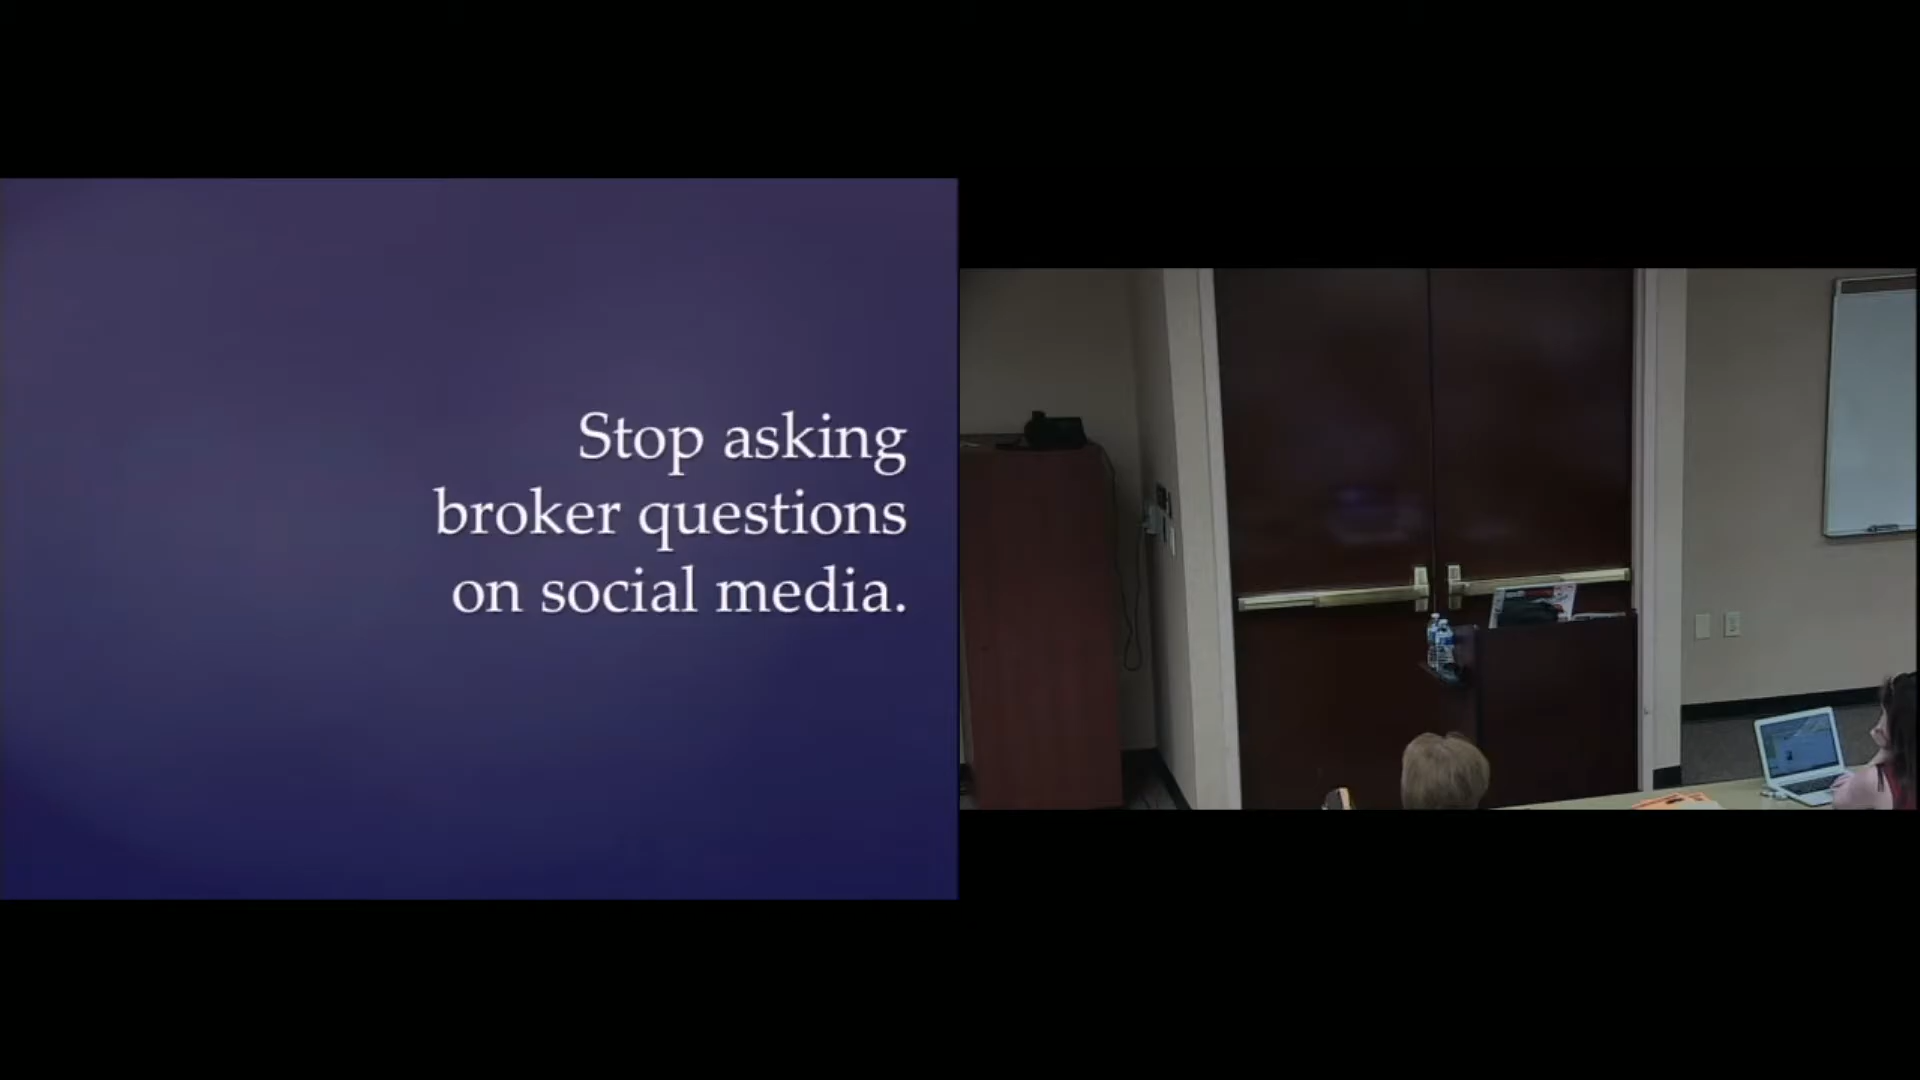 Stop asking
broker questions
on social media.